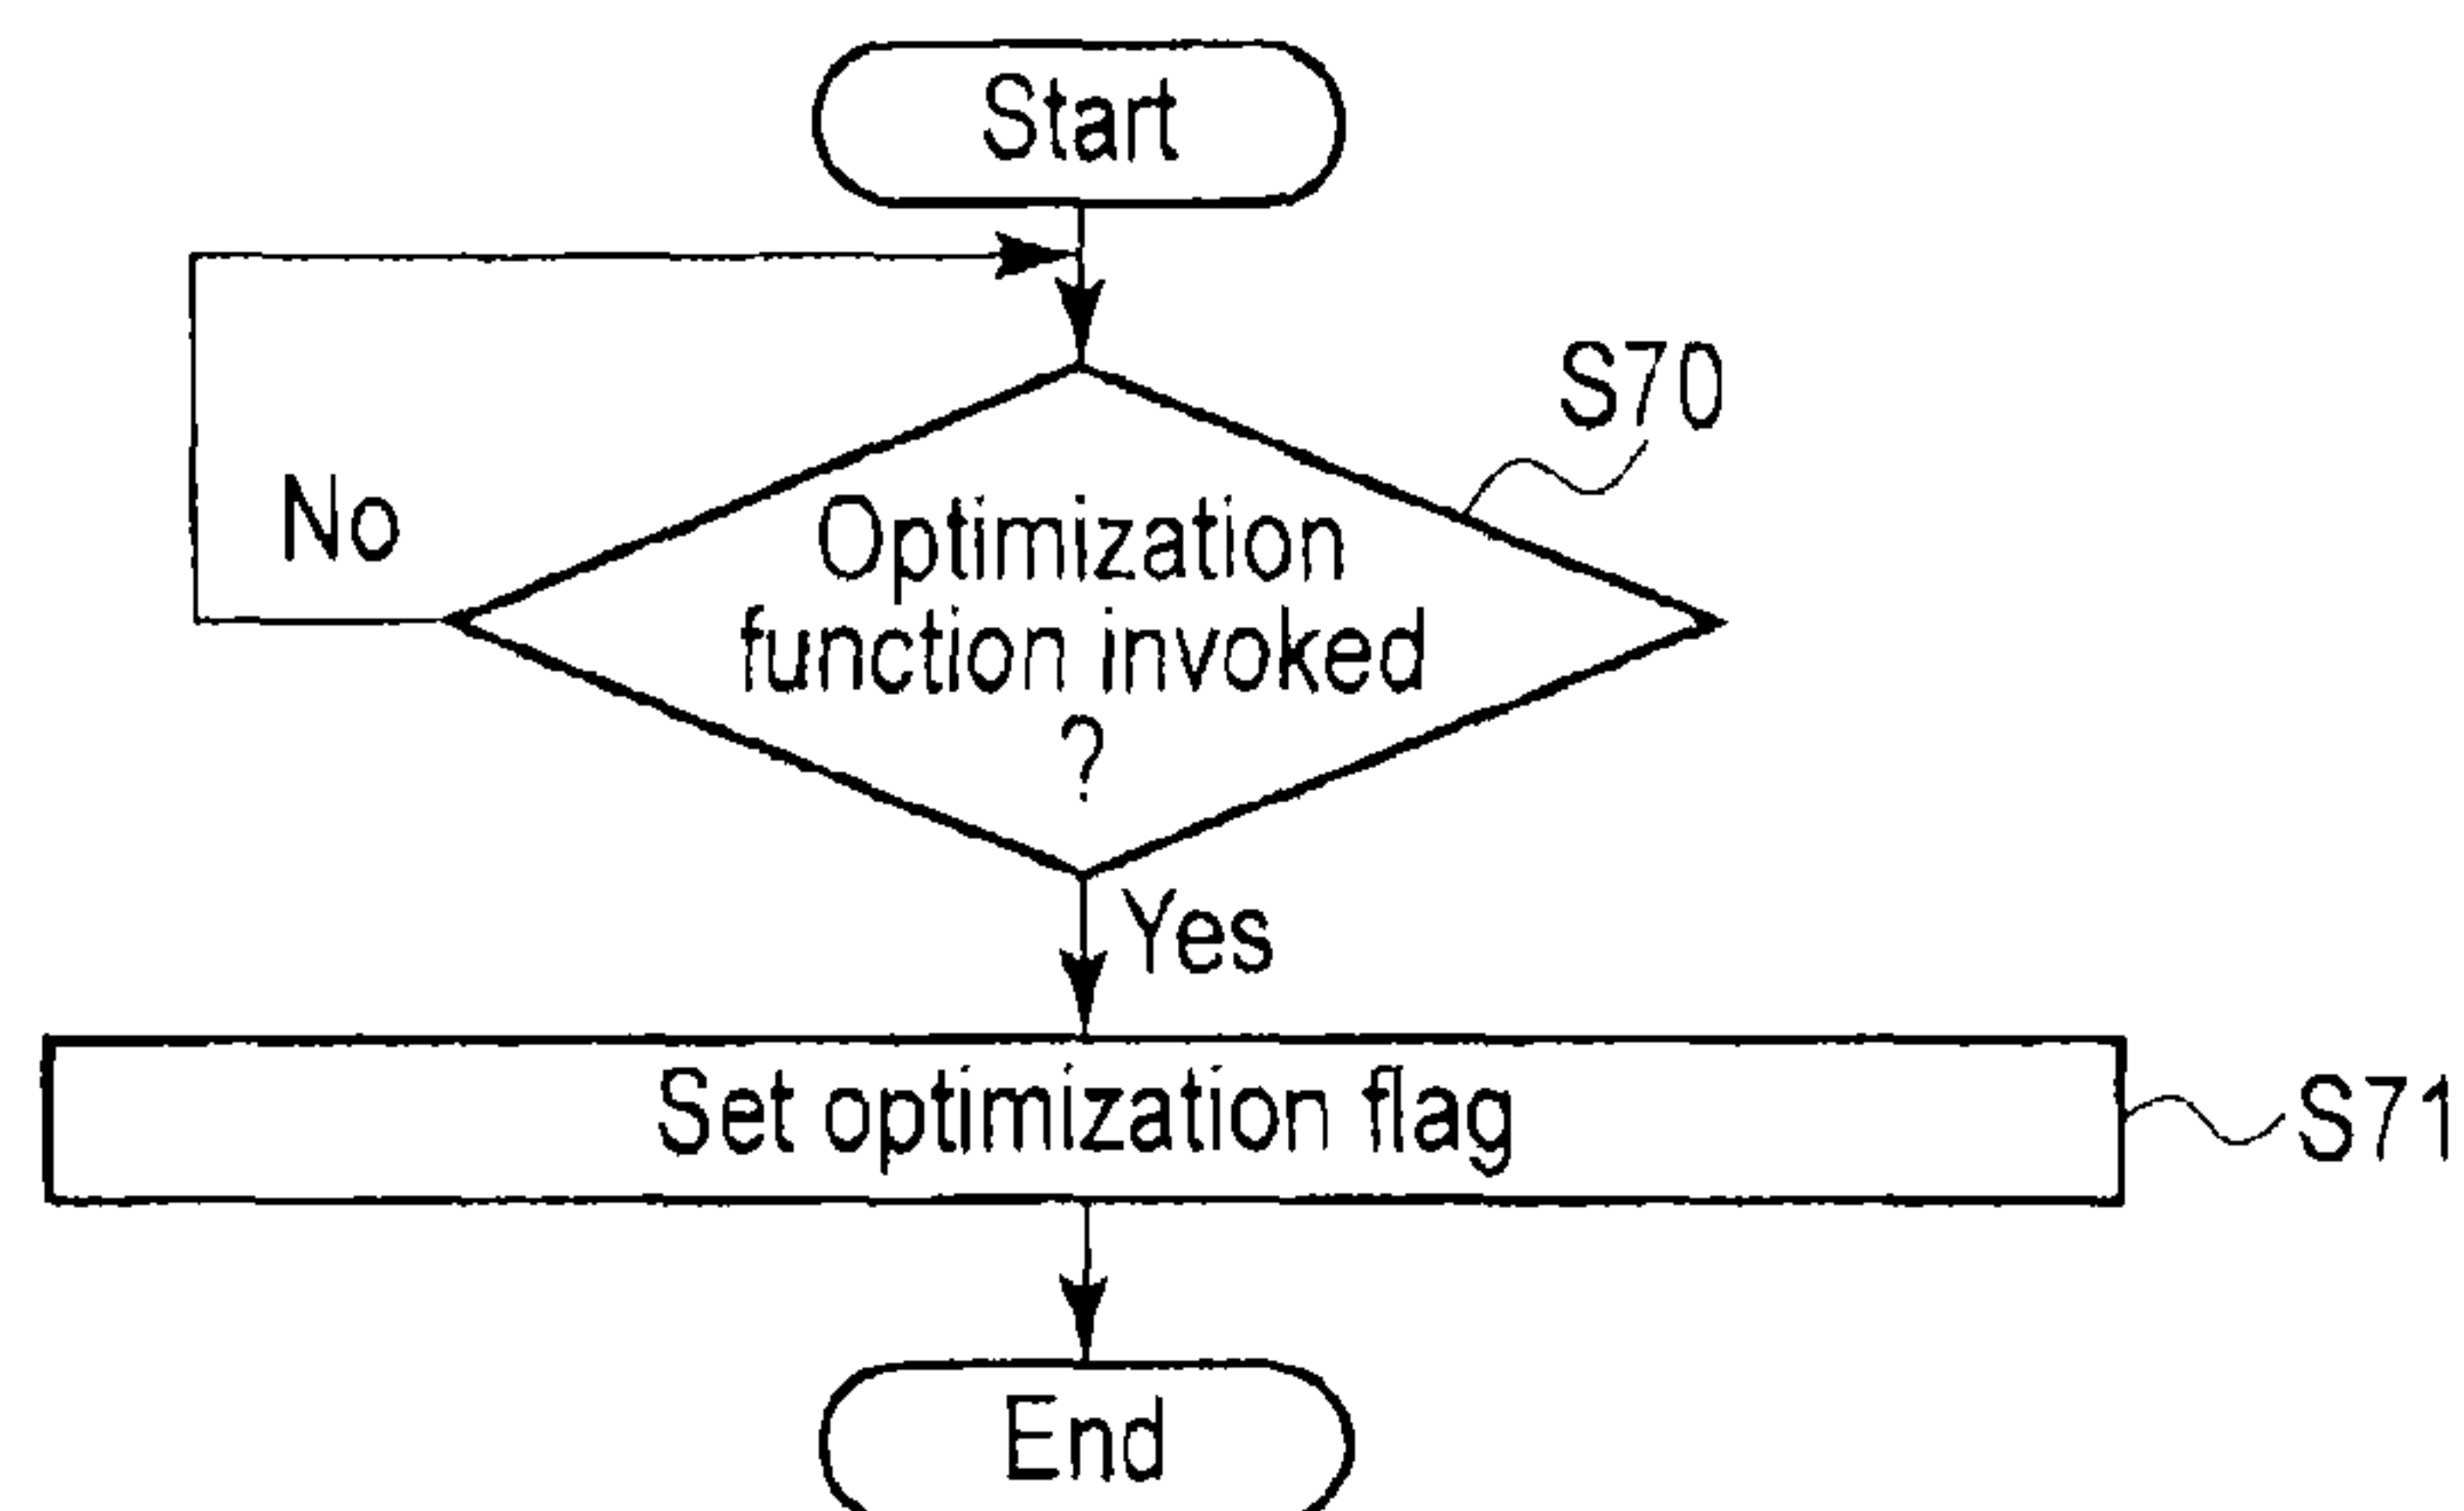 Start
S70
No
Optimization
function invoked
?
Yes
Set optimization flag
S71
End